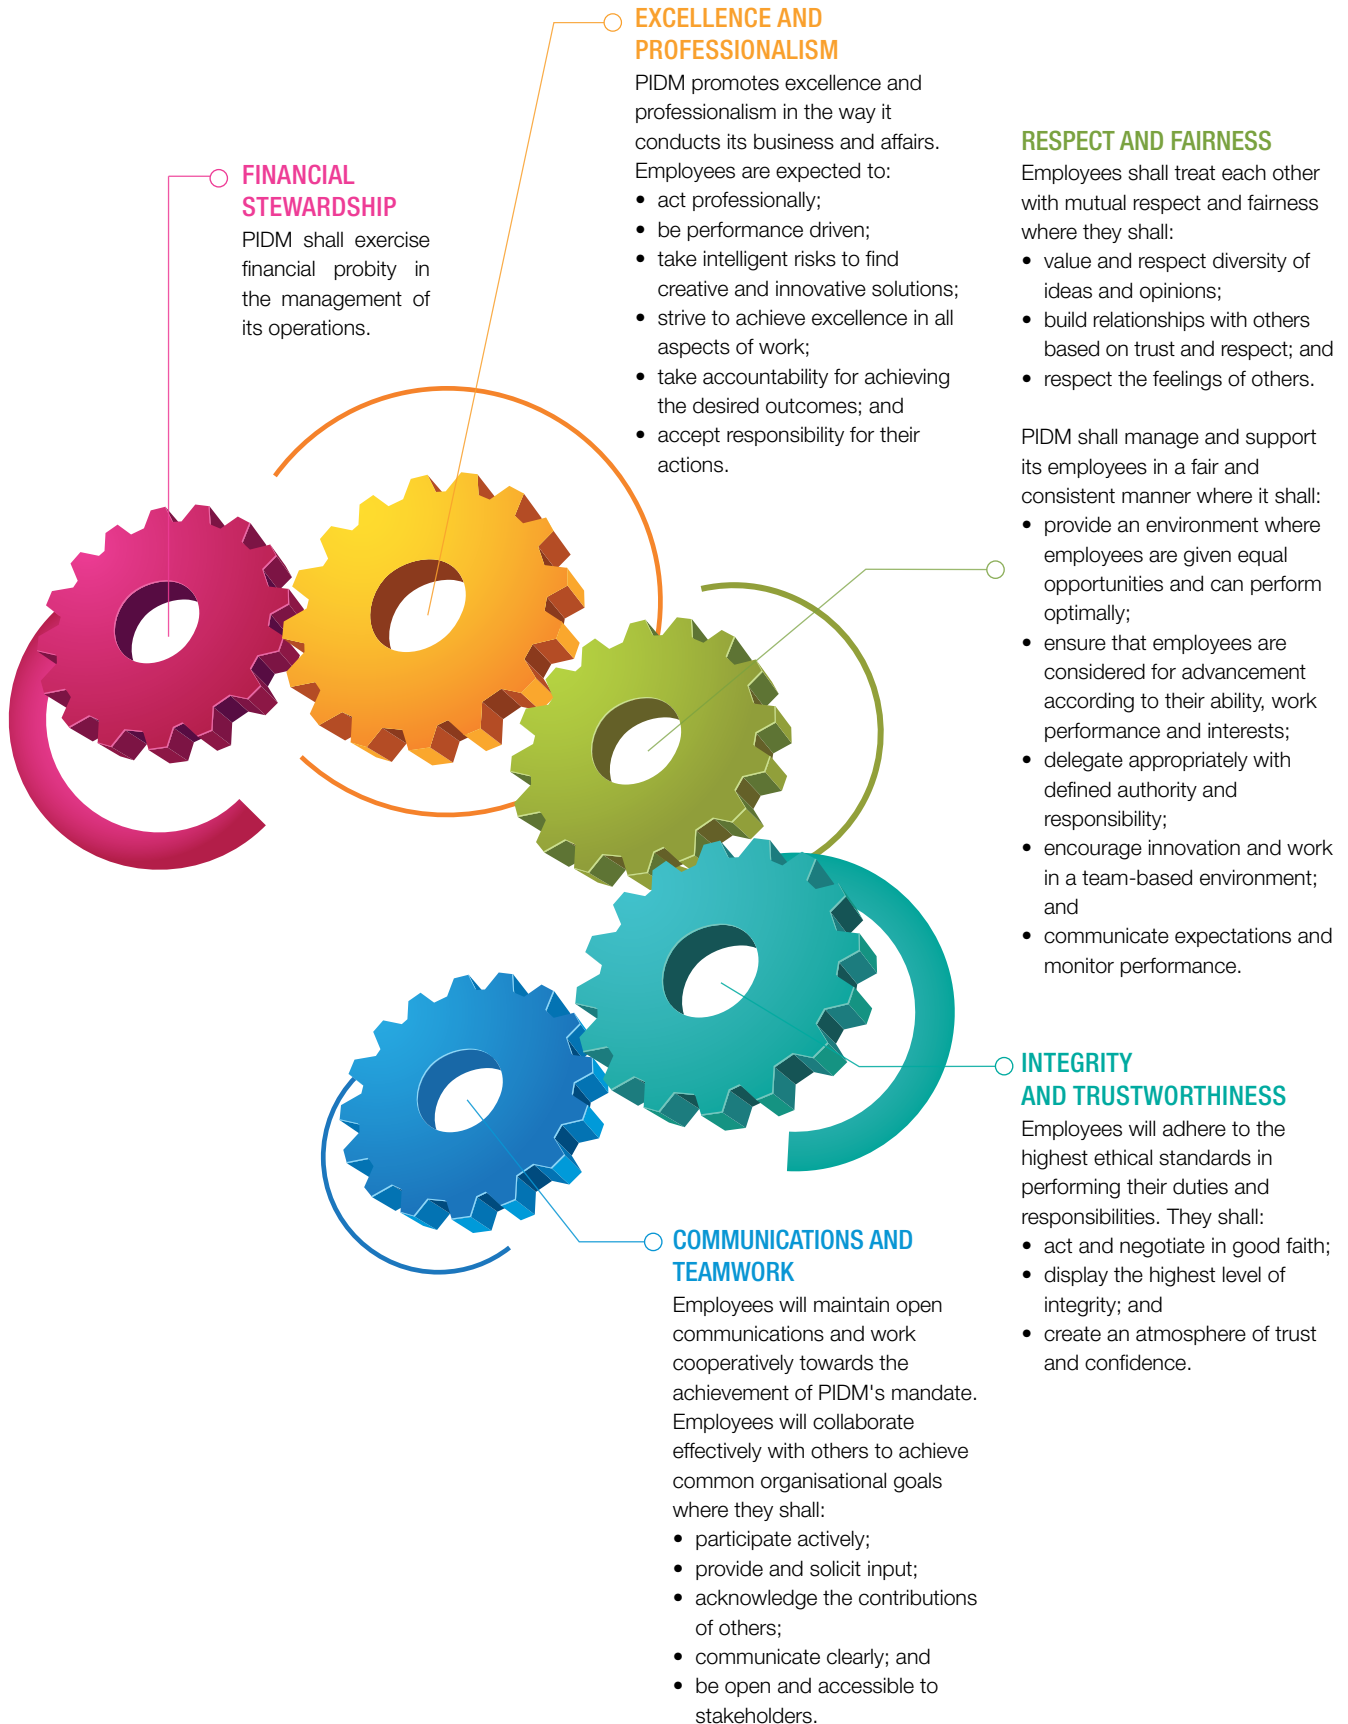 EXCELLENCE AND
PROFESSIONALISM
PIDM promotes excellence and
professionalism in the way it
conducts its business and affairs.
Employees are expected to:
• act professionally;
• be performance driven;
• take intelligent risks to find
creative and innovative solutions;
• strive to achieve excellence in all
aspects of work;
• take accountability for achieving
the desired outcomes; and
• accept responsibility for their
actions.
FINANCIAL
STEWARDSHIP
PIDM shall exercise
financial probity in
the management of
its operations.
RESPECT AND FAIRNESS
Employees shall treat each other
with mutual respect and fairness
where they shall:
• value and respect diversity of
ideas and opinions;
• build relationships with others
based on trust and respect; and
• respect the feelings of others.
PIDM shall manage and support
its employees in a fair and
consistent manner where it shall:
• provide an environment where
employees are given equal
opportunities and can perform
optimally;
• ensure that employees are
considered for advancement
according to their ability, work
performance and interests;
• delegate appropriately with
defined authority and
responsibility;
• encourage innovation and work
in a team-based environment;
and
• communicate expectations and
monitor performance.
INTEGRITY
AND TRUSTWORTHINESS
Employees will adhere to the
highest ethical standards in
performing their duties and
responsibilities. They shall:
• act and negotiate in good faith;
• display the highest level of
integrity; and
• create an atmosphere of trust
and confidence.
COMMUNICATIONS AND
TEAMWORK
Employees will maintain open
communications and work
cooperatively towards the
achievement of PIDM's mandate.
Employees will collaborate
effectively with others to achieve
common organisational goals
where they shall:
• participate actively;
• provide and solicit input;
• acknowledge the contributions
of others;
• communicate clearly; and
• be open and accessible to
stakeholders.